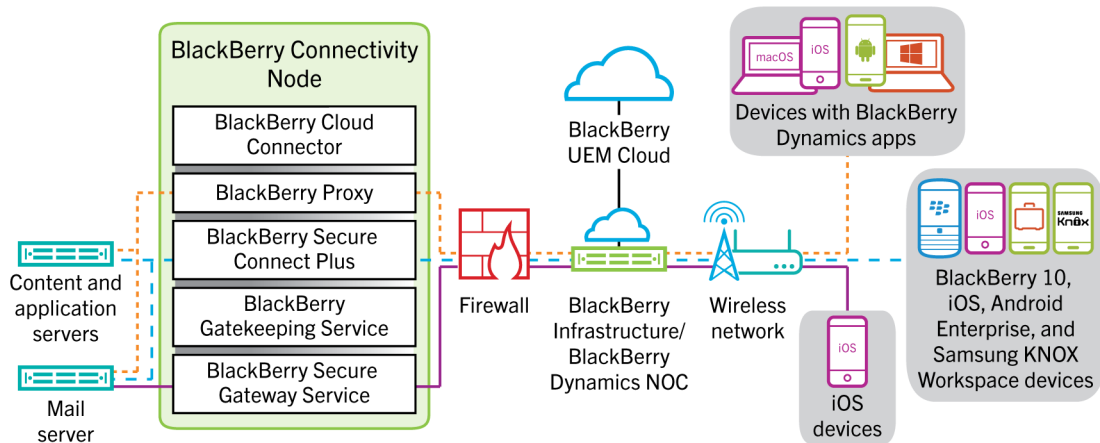 BlackBerry Connectivity
Node
BlackBerry Cloud
Connector
BlackBerry Proxy
BlackBerry Secure
Connect Plus
BlackBerry
Gatekeeping Service
BlackBerry Secure
Gateway Service
Content and
application
servers
Mail
server
Firewall
BlackBerry
UEM Cloud
BlackBerry
Infrastructure/
BlackBerry
Dynamics NOC
Wireless
network
macOS
iOS
Devices with BlackBerry
Dynamics apps
iOS
SAMSUNG
Knox
BlackBerry 10,
iOS, Android
Enterprise, and
Samsung KNOX
Workspace devices
iOS
iOS
devices